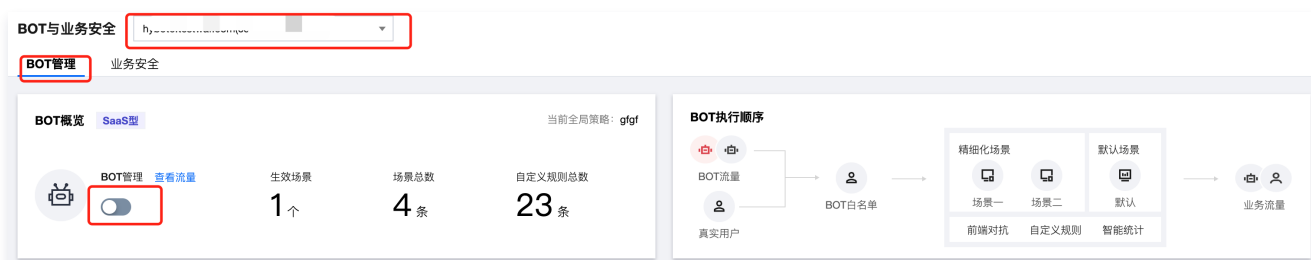 BOT与业务安全
BOT管理 业务安全
BOT概览 SaaS型 当前全局策略: gfgf
BOT管理 查看流量
生效场景
1 个
场景总数
4 条
自定义规则总数
23 条
BOT执行顺序
BOT流量
真实用户
BOT白名单
精细化场景
场景一 场景二
默认场景
默认
前端对抗 自定义规则 智能统计
业务流量